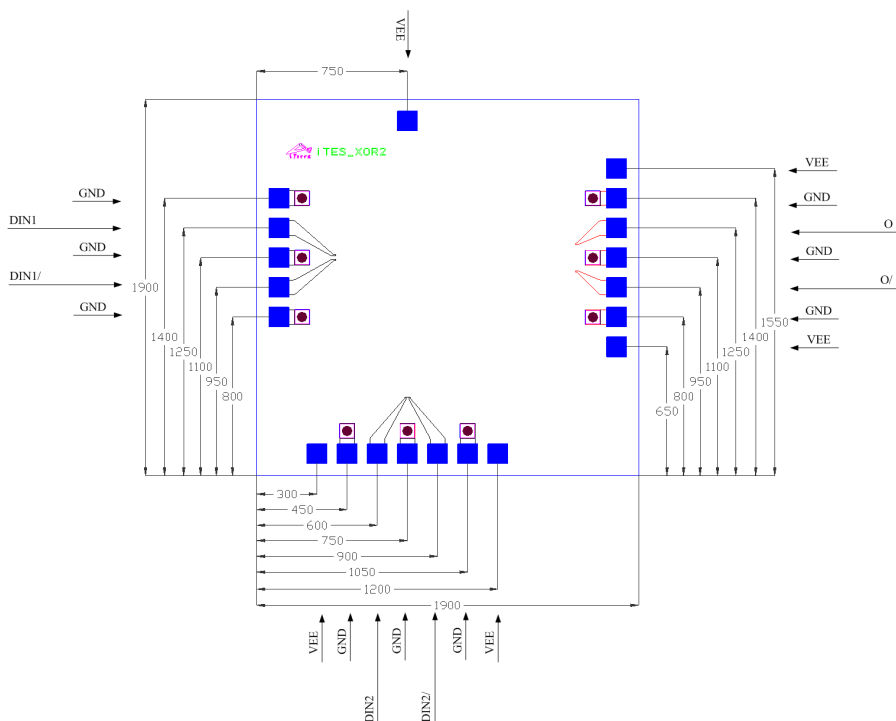 VEE
750
ITES_XOR2
VEE
GND
GND
DIN1
O
GND
GND
DIN1/
O/
GND
GND
VEE
1900
1400
1250
1100
950
800
650
800
950
1100
1250
1400
1550
300
450
600
750
900
1050
1200
1900
VEE
GND
DIN2
GND
DIN2/
GND
VEE